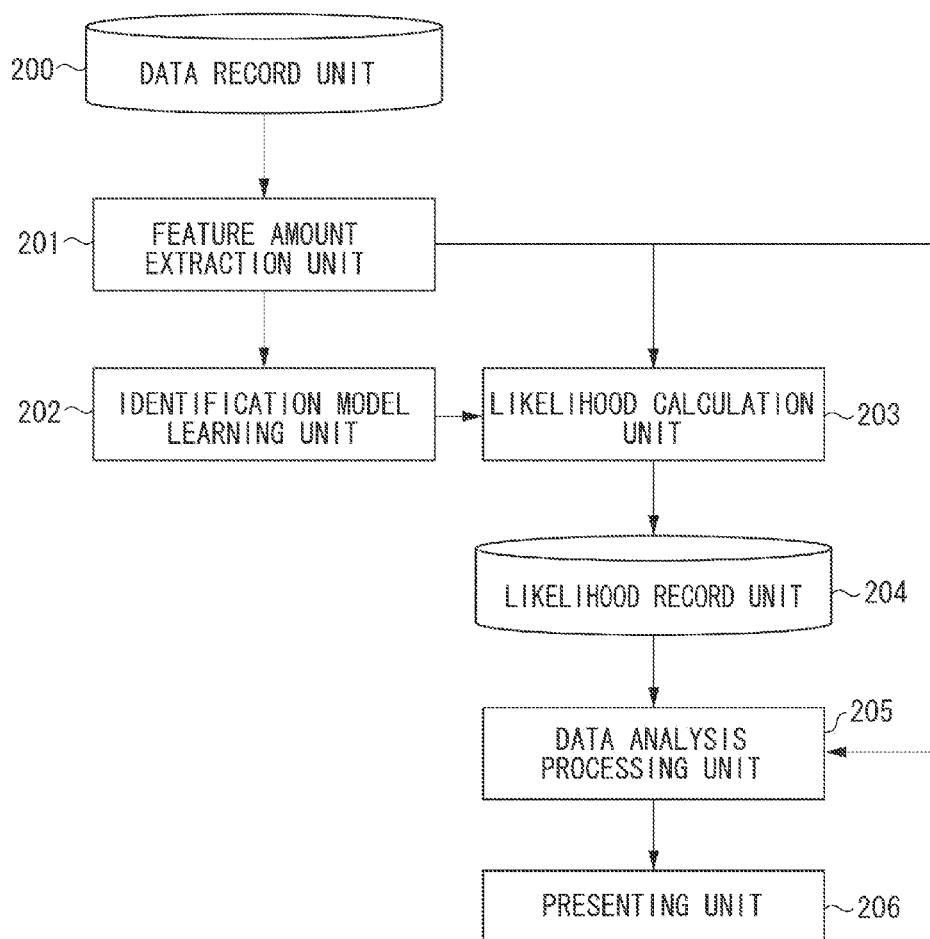 200
DATA RECORD UNIT
201
FEATURE AMOUNT
EXTRACTION UNIT
202
IDENTIFICATION MODEL
LEARNING UNIT
LIKELIHOOD CALCULATION
UNIT
203
LIKELIHOOD RECORD UNIT
204
205
DATA ANALYSIS
PROCESSING UNIT
PRESENTING UNIT
206